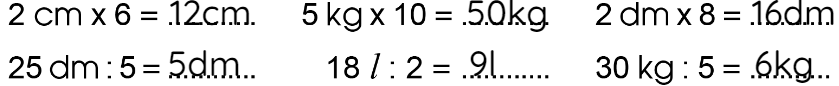 2 cm x 6 = 12cm 5 kg x 10 = 50kg 2 dm x 8 = 16dm
25 dm : 5 = 5dm 18 l : 2 = 9l 30 kg : 5 = 6kg